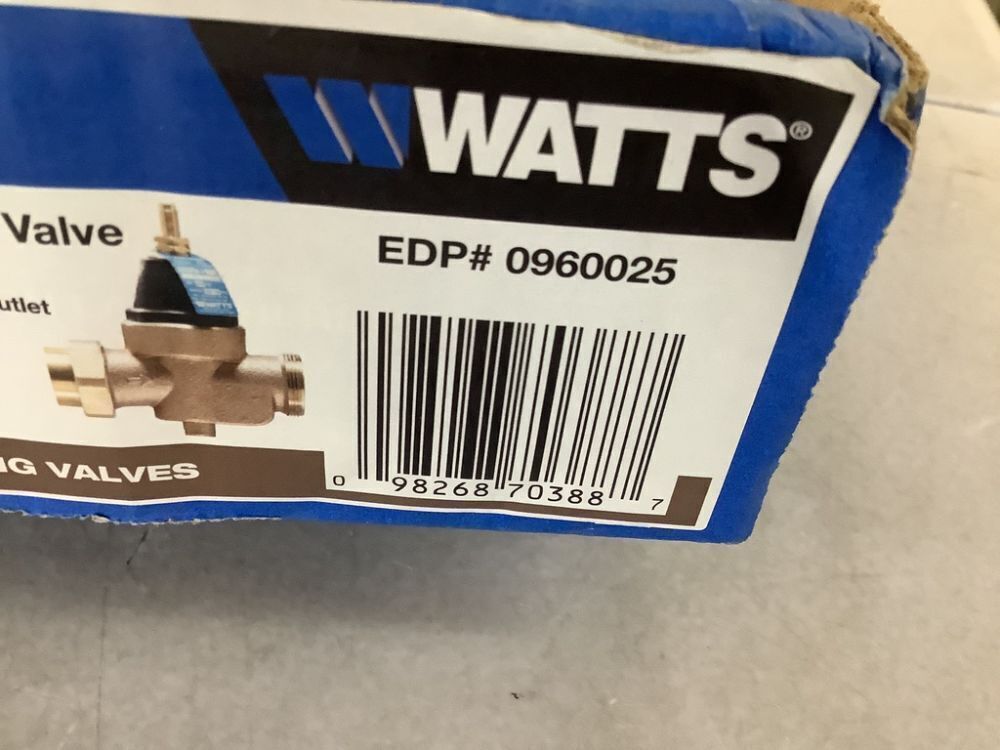 WATTS®
Valve
EDP# 0960025
utlet
NG VALVES
0 98268 70388 7